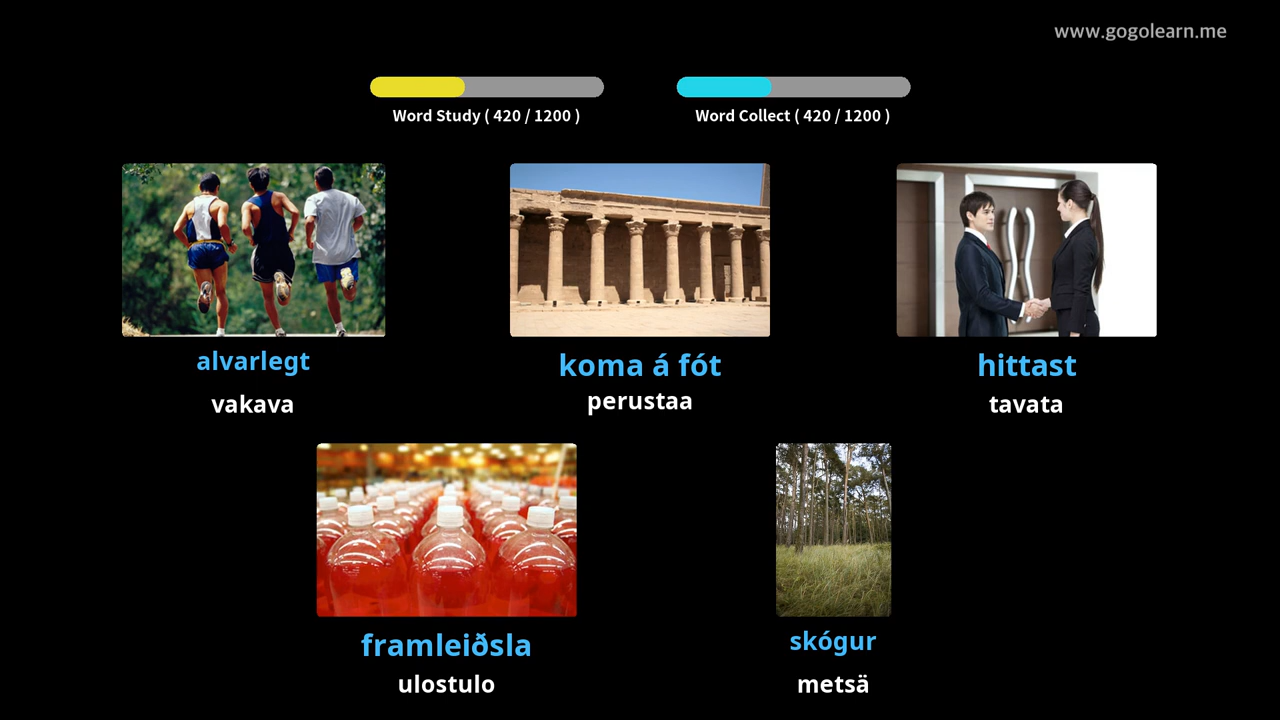 www.gogolearn.me
Word Study ( 420 / 1200 )
Word Collect ( 420 / 1200 )
alvarlegt
vakava
koma á fót
perustaa
hittast
tavata
framleiðsla
ulostulo
skógur
metsä